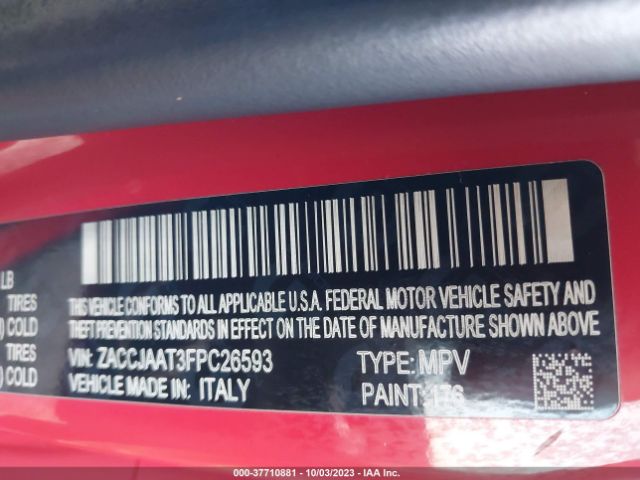 LB
TIRES
COLD
TIRES
COLD
THIS VEHICLE CONFORMS TO ALL APPLICABLE U.S.A. FEDERAL MOTOR VEHICLE SAFETY AND
THEFT PREVENTION STANDARDS IN EFFECT ON THE DATE OF MANUFACTURE SHOWN ABOVE
VIN: ZACCJAAT3FPC26593 TYPE: MPV
VEHICLE MADE IN: ITALY PAINT: 176
000-37710881 - 10/03/2023 - IAA Inc.